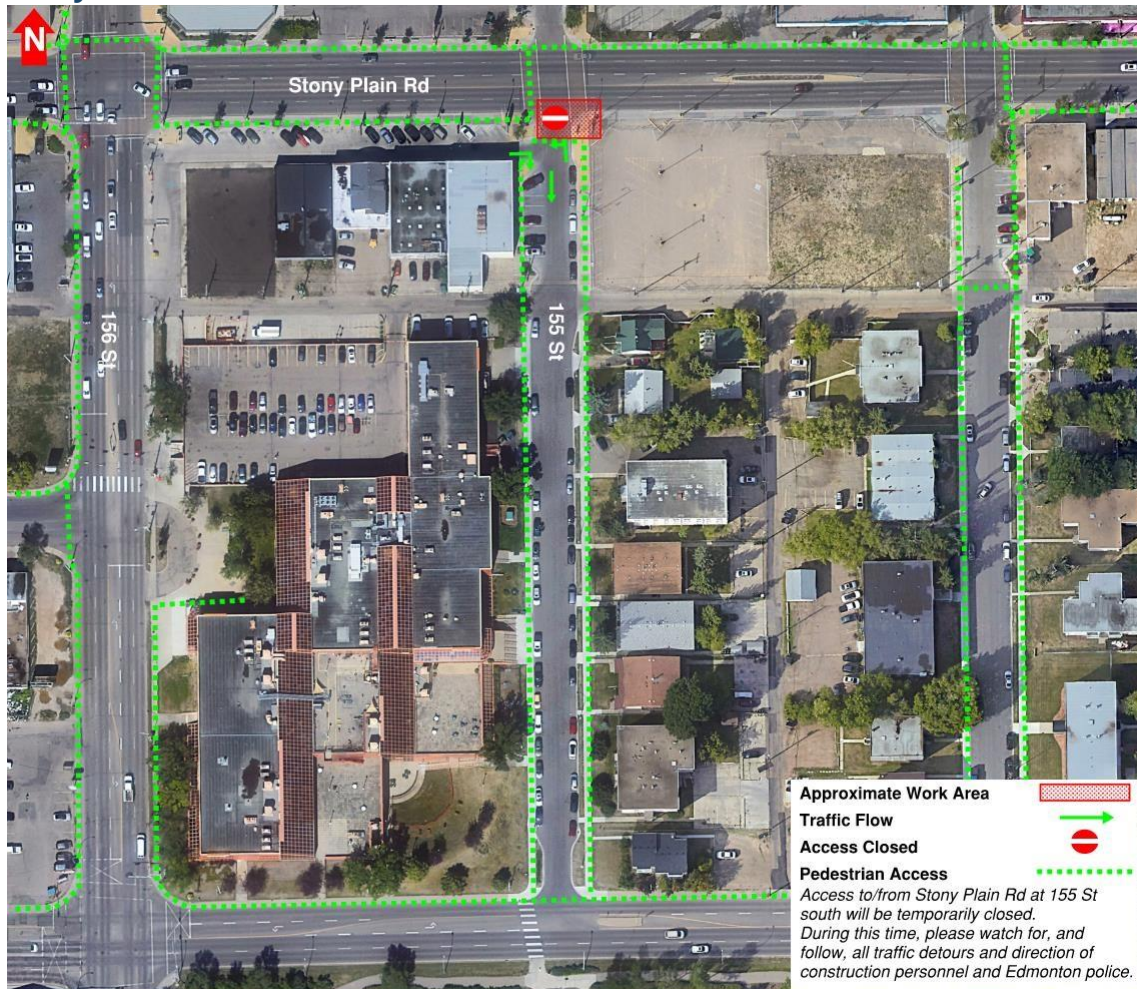 N
Stony Plain Rd
156 St
155 St
Approximate Work Area
Traffic Flow
Access Closed
Pedestrian Access
Access to/from Stony Plain Rd at 155 St
south will be temporarily closed.
During this time, please watch for, and
follow, all traffic detours and direction of
construction personnel and Edmonton police.